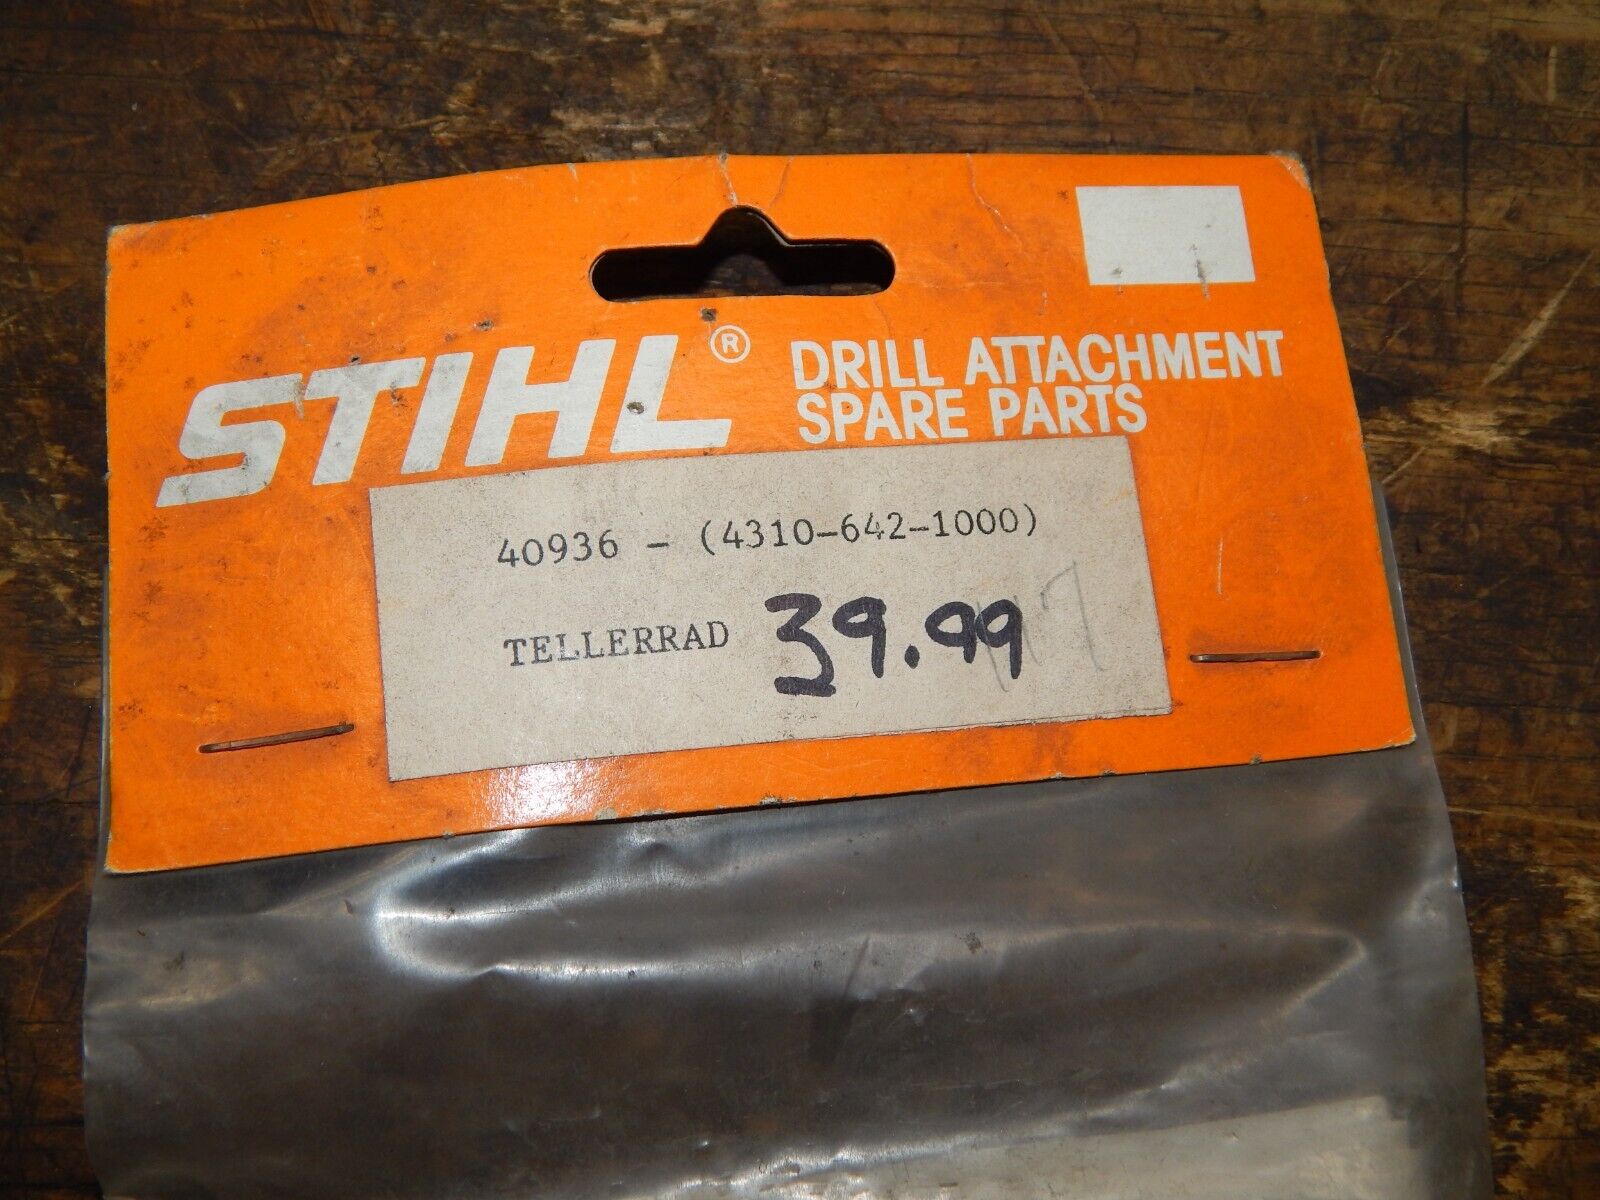 STIHL® DRILL ATTACHMENT
SPARE PARTS
40936 - (4310-642-1000)
TELLERRAD 39.99